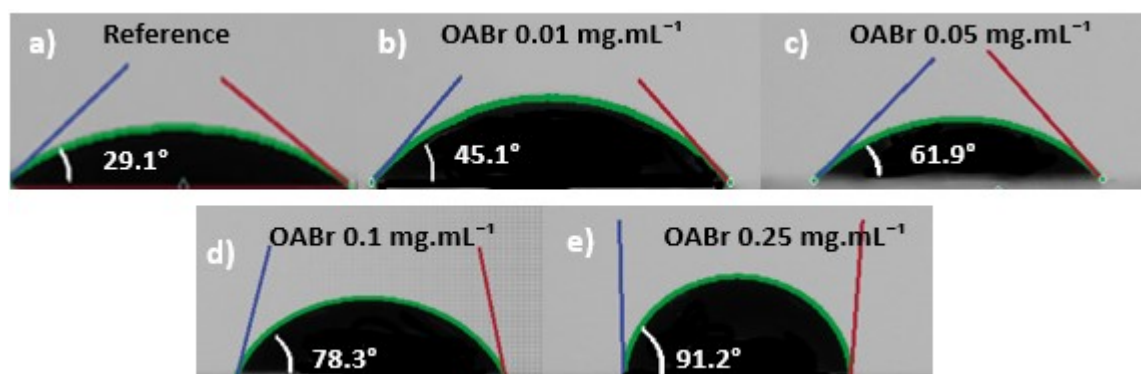 a) Reference
29.1°
b) OABr 0.01 mg.mL⁻¹
45.1°
c) OABr 0.05 mg.mL⁻¹
61.9°
d) OABr 0.1 mg.mL⁻¹
78.3°
e) OABr 0.25 mg.mL⁻¹
91.2°